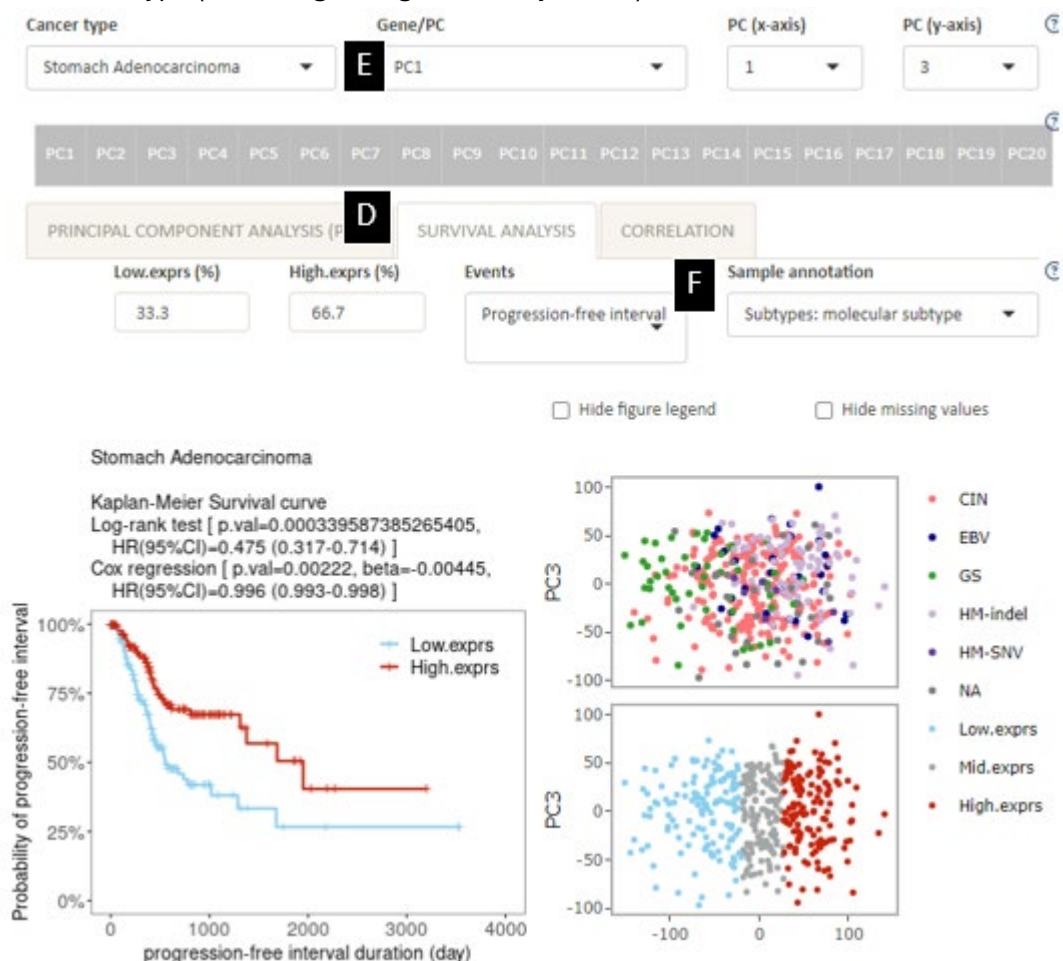 Cancer type
Gene/PC
PC (x-axis)
PC (y-axis)
?
Stomach Adenocarcinoma
E
PC1
1
3
?
PC1 PC2 PC3 PC4 PC5 PC6 PC7 PC8 PC9 PC10 PC11 PC12 PC13 PC14 PC15 PC16 PC17 PC18 PC19 PC20
PRINCIPAL COMPONENT ANALYSIS (P
D
SURVIVAL ANALYSIS
CORRELATION
Low.exprs (%)
High.exprs (%)
Events
F
Sample annotation
?
33.3
66.7
Progression-free interval
Subtypes: molecular subtype
Hide figure legend
Hide missing values
Stomach Adenocarcinoma
Kaplan-Meier Survival curve
Log-rank test [ p.val=0.000339587385265405,
HR(95%CI)=0.475 (0.317-0.714) ]
Cox regression [ p.val=0.00222, beta=-0.00445,
HR(95%CI)=0.996 (0.993-0.998) ]
Probability of progression-free interval
100%
75%
50%
25%
0%
Low.exprs
High.exprs
0 1000 2000 3000 4000
progression-free interval duration (day)
PC3
100
50
0
-50
-100
PC3
100
50
0
-50
-100
-100 0 100
CIN
EBV
GS
HM-indel
HM-SNV
NA
Low.exprs
Mid.exprs
High.exprs